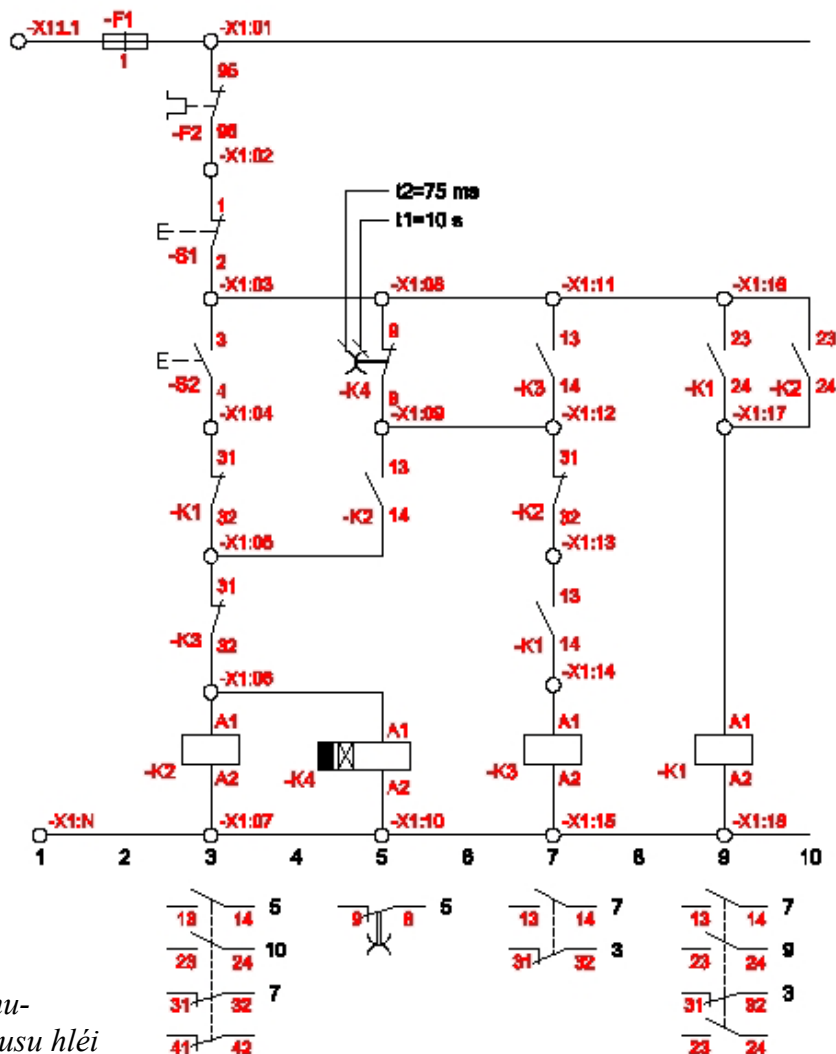 -X1:L1 -F1 -X1:01
1
95
-F2 96
-X1:02
t2=75 ms
t1=10 s
1
-S1 2
-X1:03 -X1:08 -X1:11 -X1:16
3 9 13 23 23
-S2 4 -K4 8 -K3 14 -K1 24 -K2 24
-X1:04 -X1:09 -X1:12 -X1:17
31 13 31
-K1 32 -K2 14 -K2 32
-X1:05 -X1:13
31 13
-K3 32 -K1 14
-X1:06 -X1:14
A1 A1 A1 A1
-K2 A2 -K4 A2 -K3 A2 -K1 A2
-X1:N -X1:07 -X1:10 -X1:15 -X1:18
1 2 3 4 5 6 7 8 9 10
13 14 5 9 8 5 13 14 7 13 14 7
23 24 10 31 32 3 23 24 9
31 32 7 31 32 3
41 42 23 24
nu-
usu hléi